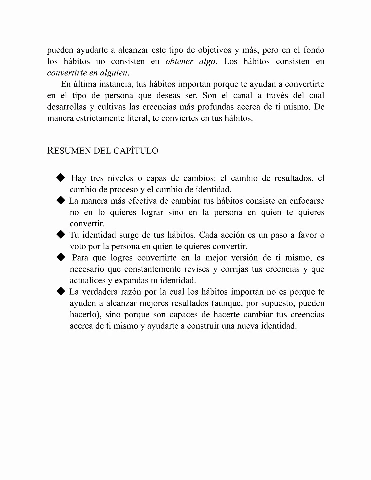 pueden ayudarte a alcanzar este tipo de objetivos y más, pero en el fondo
los hábitos no consisten en obtener algo. Los hábitos consisten en
convertirte en alguien.
En última instancia, tus hábitos importan porque te ayudan a convertirte
en el tipo de persona que deseas ser. Son el canal a través del cual
desarrollas y cultivas las creencias más profundas acerca de ti mismo. De
manera estrictamente literal, te conviertes en tus hábitos.
RESUMEN DEL CAPÍTULO
◆ Hay tres niveles o capas de cambios: el cambio de resultados, el
cambio de proceso y el cambio de identidad.
◆ La manera más efectiva de cambiar tus hábitos consiste en enfocarse
no en lo quieres lograr sino en la persona en quien te quieres
convertir.
◆ Tu identidad surge de tus hábitos. Cada acción es un paso a favor o
voto por la persona en quien te quieres convertir.
◆ Para que logres convertirte en la mejor versión de ti mismo, es
necesario que constantemente revises y corrijas tus creencias y que
actualices y expandas tu identidad.
◆ La verdadera razón por la cual los hábitos importan no es porque te
ayuden a alcanzar mejores resultados (aunque, por supuesto, pueden
hacerlo), sino porque son capaces de hacerte cambiar tus creencias
acerca de ti mismo y ayudarte a construir una nueva identidad.